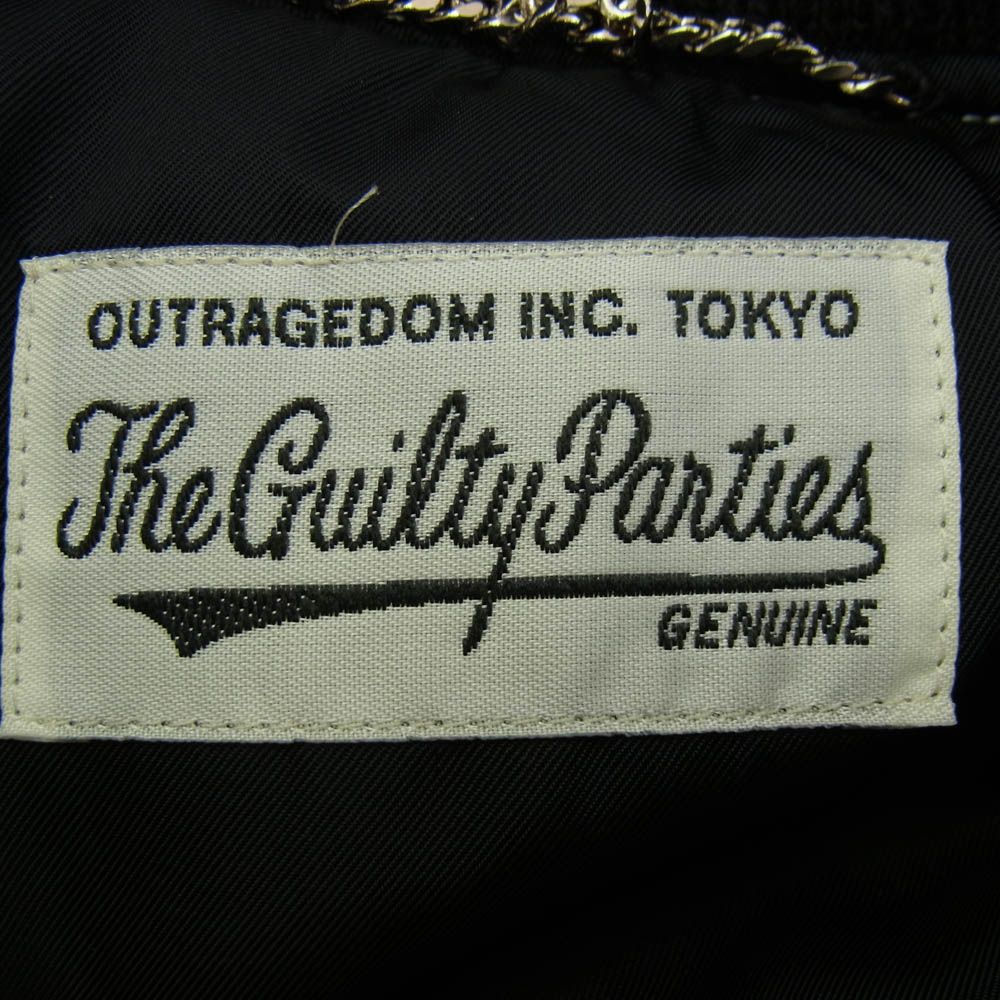 OUTRAGEDOM INC. TOKYO
The Guilty Parties
GENUINE